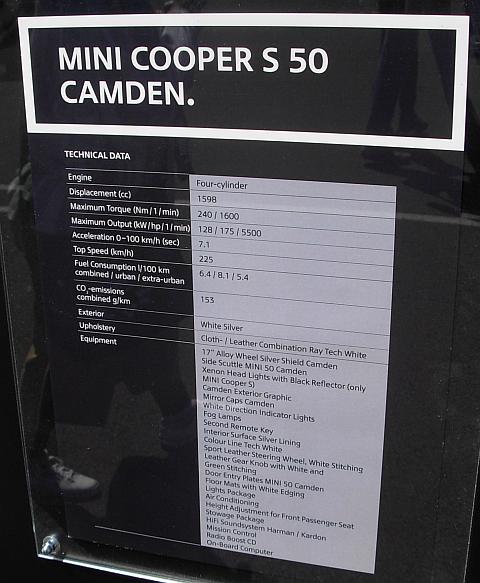 MINI COOPER S 50
CAMDEN.
TECHNICAL DATA
Engine Four-cylinder
Displacement (cc) 1598
Maximum Torque (Nm/1/min) 240 / 1600
Maximum Output (kW/hp/1/min) 128 / 175 / 5500
Acceleration 0–100 km/h (sec) 7.1
Top Speed (km/h) 225
Fuel Consumption l/100 km
combined / urban / extra-urban 6.4 / 8.1 / 5.4
CO2-emissions
combined g/km 153
Exterior White Silver
Upholstery Cloth- / Leather Combination Ray Tech White
Equipment 17" Alloy Wheel Silver Shield Camden
Side Scuttle MINI 50 Camden
Xenon Head Lights with Black Reflector (only
MINI Cooper S)
Camden Exterior Graphic
Mirror Caps Camden
White Direction Indicator Lights
Fog Lamps
Second Remote Key
Interior Surface Silver Lining
Colour Line Tech White
Sport Leather Steering Wheel, White Stitching
Leather Gear Knob with White and
Green Stitching
Door Entry Plates MINI 50 Camden
Floor Mats with White Edging
Lights Package
Air Conditioning
Height Adjustment for Front Passenger Seat
Stowage Package
HiFi Soundsystem Harman / Kardon
Mission Control
Radio Boost CD
On-Board Computer